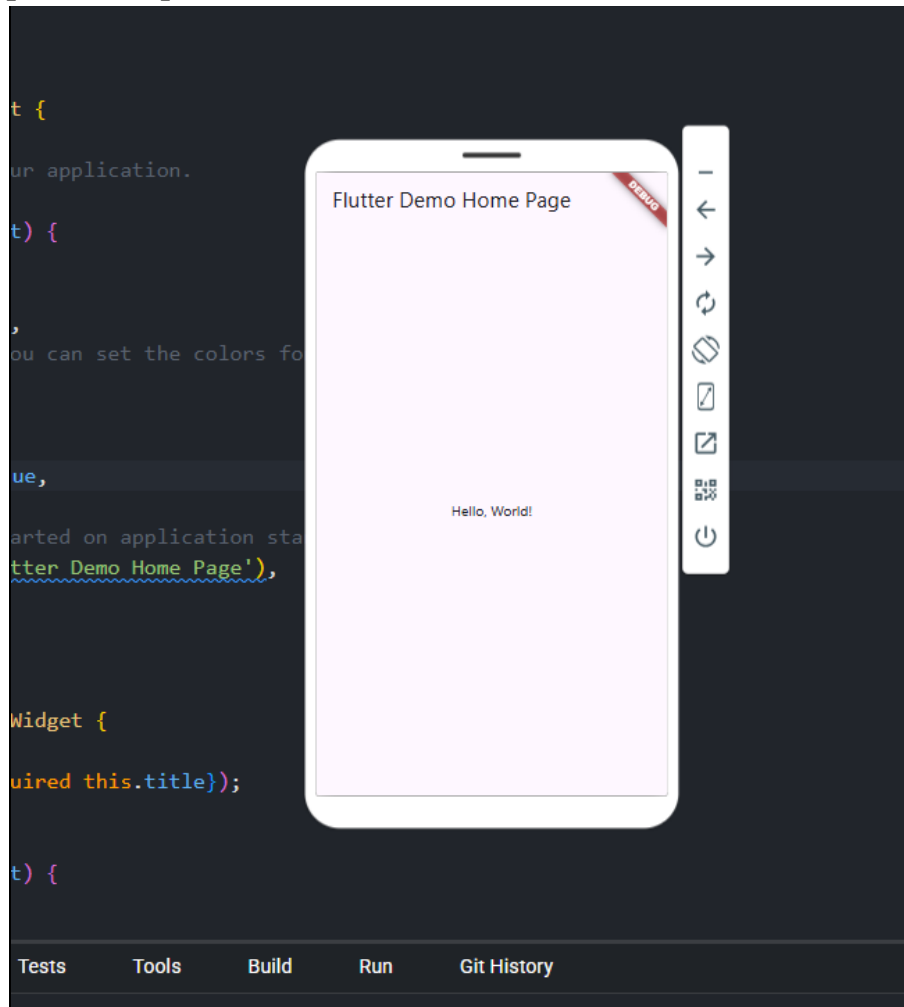 t {
ur application.
t) {
,
ou can set the colors fo
ue,
arted on application sta
tter Demo Home Page'),
Widget {
uired this.title});
t) {
Flutter Demo Home Page
DEBUG
Hello, World!
Tests Tools Build Run Git History